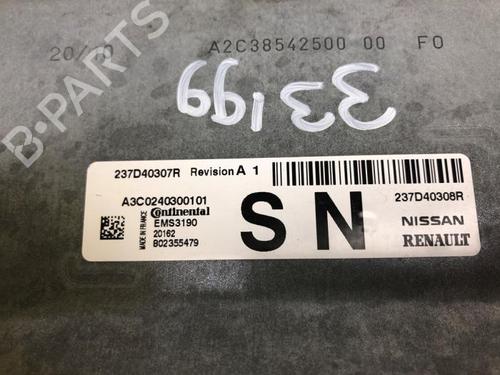 20/10
A2C38542500 00 F0
33199
B-PARTS
237D40307R Revision A 1
A3C0240300101
Continental
EMS3190
20162
802355479
MADE IN FRANCE
S N
237D40308R
NISSAN
RENAULT